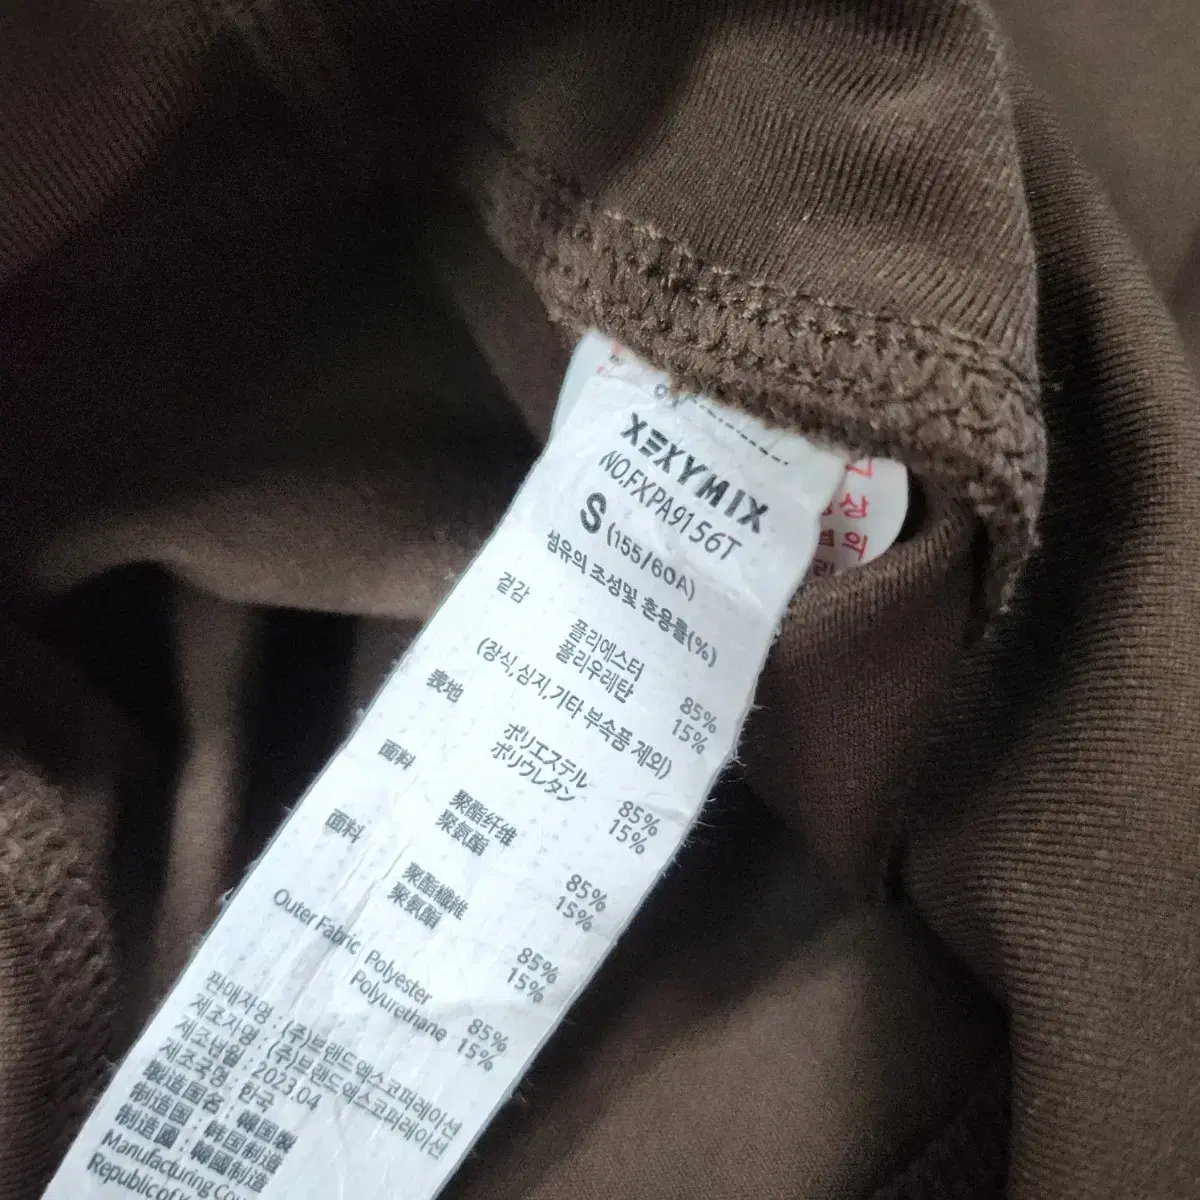 XEXYMIX
NO.FXPA9156T
S (155/60A)
섬유의 조성및 혼용률(%)
겉감
폴리에스터 85%
폴리우레탄 15%
(장식,심지,기타 부속품 제외)
表地
ポリエステル 85%
ポリウレタン 15%
面料
聚酯纤维 85%
聚氨酯 15%
面料
聚酯纖维 85%
聚氨酯 15%
Outer Fabric Polyester 85%
Polyurethane 15%
판매자명 : (주)브랜드엑스코퍼레이션
제조자명 : (주)브랜드엑스코퍼레이션
제조년월 : 2023.04
제조국명 : 한국
製造国名 : 韓国製
制造国 : 韩国制造
制造國 : 韓國制造
Manufacturing
Republic of
상
의